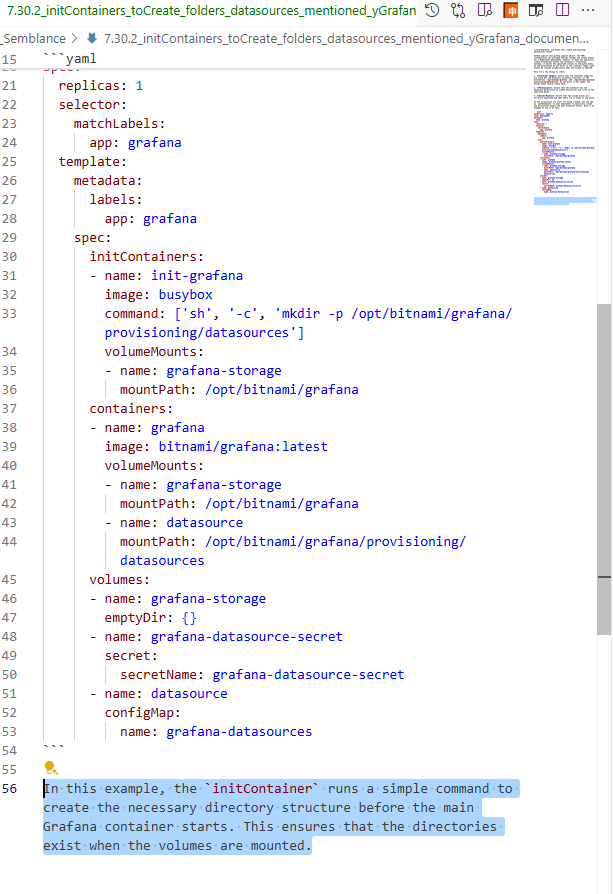 7.30.2_initContainers_toCreate_folders_datasources_mentioned_yGrafan
_Semblance > 7.30.2_initContainers_toCreate_folders_datasources_mentioned_yGrafana_documen...
15 ```yaml
21 replicas: 1
22 selector:
23 matchLabels:
24 app: grafana
25 template:
26 metadata:
27 labels:
28 app: grafana
29 spec:
30 initContainers:
31 - name: init-grafana
32 image: busybox
33 command: ['sh', '-c', 'mkdir -p /opt/bitnami/grafana/
provisioning/datasources']
34 volumeMounts:
35 - name: grafana-storage
36 mountPath: /opt/bitnami/grafana
37 containers:
38 - name: grafana
39 image: bitnami/grafana:latest
40 volumeMounts:
41 - name: grafana-storage
42 mountPath: /opt/bitnami/grafana
43 - name: datasource
44 mountPath: /opt/bitnami/grafana/provisioning/
datasources
45 volumes:
46 - name: grafana-storage
47 emptyDir: {}
48 - name: grafana-datasource-secret
49 secret:
50 secretName: grafana-datasource-secret
51 - name: datasource
52 configMap:
53 name: grafana-datasources
54 ```
55
56 In this example, the `initContainer` runs a simple command to
create the necessary directory structure before the main
Grafana container starts. This ensures that the directories
exist when the volumes are mounted.